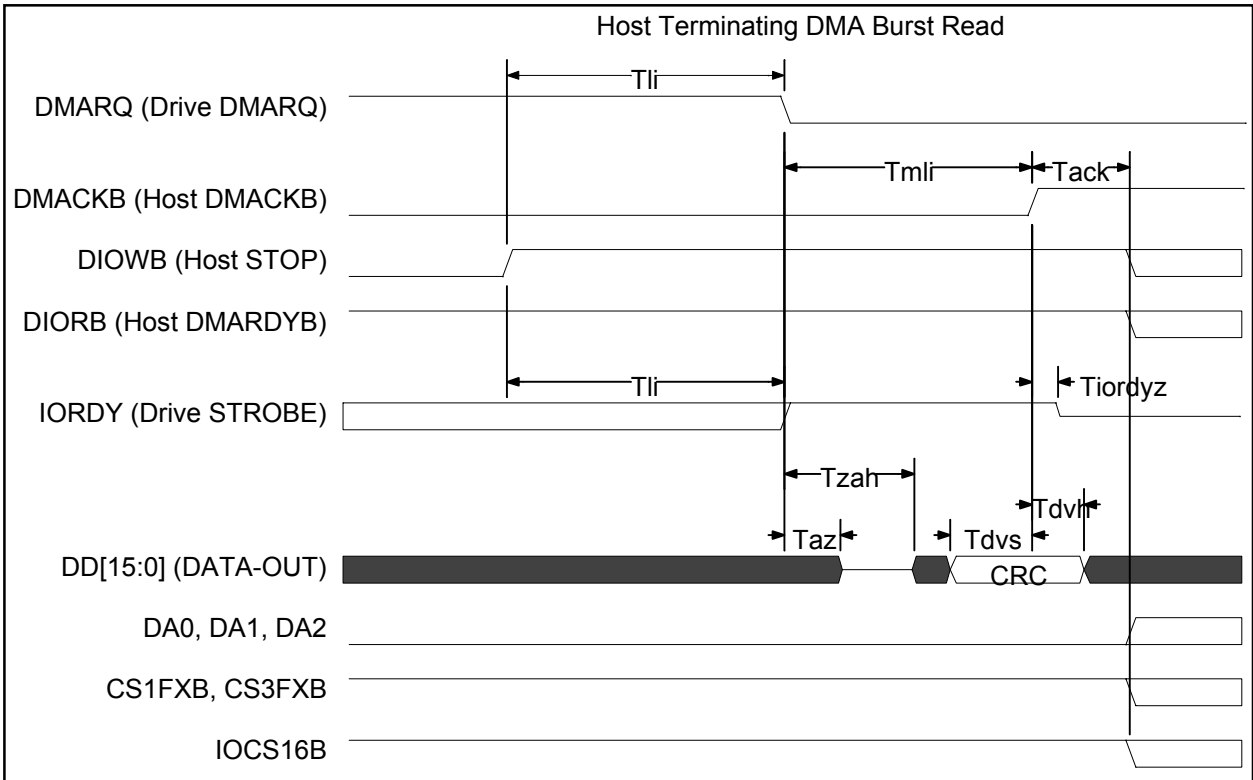 Host Terminating DMA Burst Read
Tli
DMARQ (Drive DMARQ)
Tmli
Tack
DMACKB (Host DMACKB)
DIOWB (Host STOP)
DIORB (Host DMARDYB)
Tli
Tiordyz
IORDY (Drive STROBE)
Tzah
Tdvh
Taz
Tdvs
DD[15:0] (DATA-OUT)
CRC
DA0, DA1, DA2
CS1FXB, CS3FXB
IOCS16B